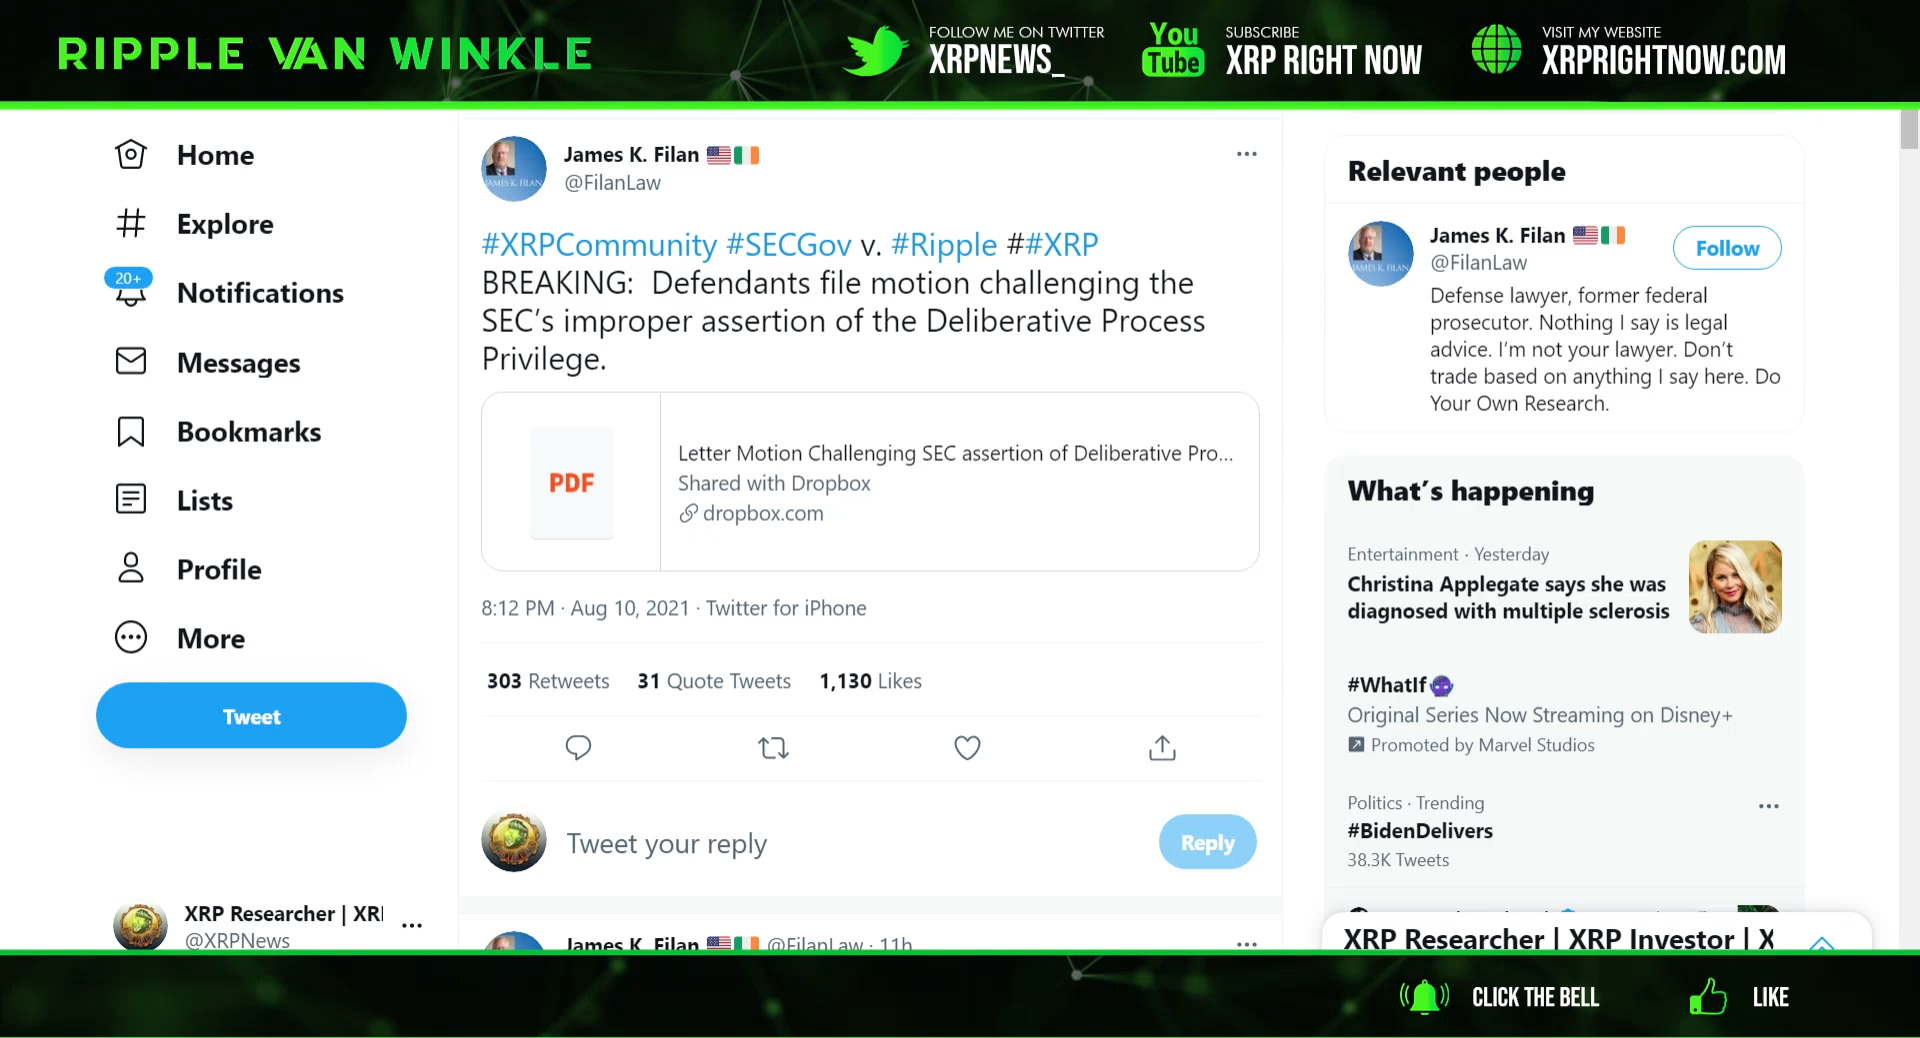 RIPPLE VAN WINKLE
FOLLOW ME ON TWITTER
XRPNEWS_
You
Tube
SUBSCRIBE
XRP RIGHT NOW
VISIT MY WEBSITE
XRPRIGHTNOW.COM
Home
Explore
20+
Notifications
Messages
Bookmarks
Lists
Profile
More
Tweet
XRP Researcher | XRI
@XRPNews
James K. Filan
@FilanLaw
#XRPCommunity #SECGov v. #Ripple ##XRP
BREAKING: Defendants file motion challenging the
SEC’s improper assertion of the Deliberative Process
Privilege.
PDF
Letter Motion Challenging SEC assertion of Deliberative Pro...
Shared with Dropbox
dropbox.com
8:12 PM · Aug 10, 2021 · Twitter for iPhone
303 Retweets 31 Quote Tweets 1,130 Likes
Tweet your reply
Reply
James K. Filan @FilanLaw · 11h
Relevant people
James K. Filan
@FilanLaw
Follow
Defense lawyer, former federal
prosecutor. Nothing I say is legal
advice. I’m not your lawyer. Don’t
trade based on anything I say here. Do
Your Own Research.
What’s happening
Entertainment · Yesterday
Christina Applegate says she was
diagnosed with multiple sclerosis
#WhatIf
Original Series Now Streaming on Disney+
Promoted by Marvel Studios
Politics · Trending
#BidenDelivers
38.3K Tweets
XRP Researcher | XRP Investor | X
CLICK THE BELL
LIKE